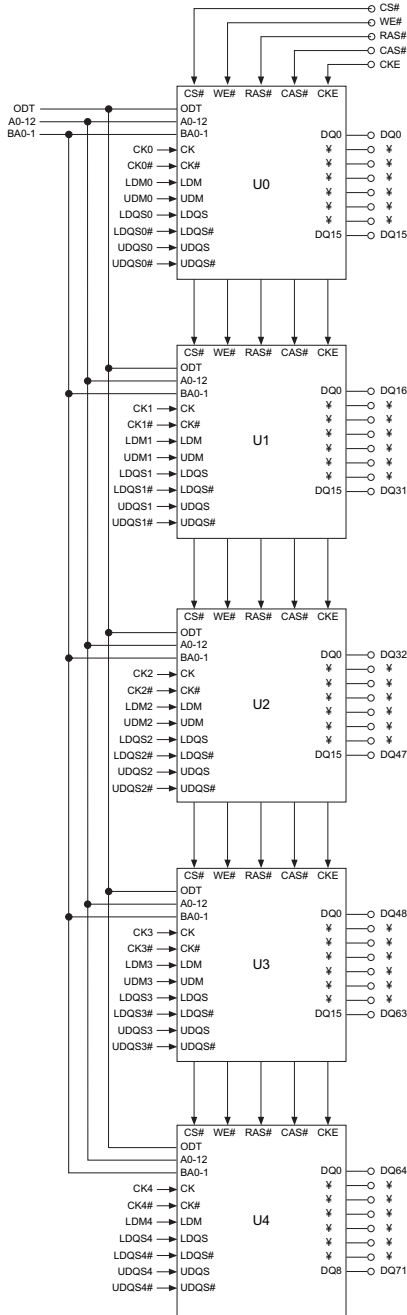 CS#
WE#
RAS#
CAS#
CKE
CS# WE# RAS# CAS# CKE
ODT ODT
A0-12 A0-12
BA0-1 BA0-1 DQ0 DQ0
CK0 CK ¥ ¥
CK0# CK# ¥ ¥
LDM0 LDM ¥ ¥
U0
UDM0 UDM ¥ ¥
LDQS0 LDQS ¥ ¥
LDQS0# LDQS# ¥ ¥
DQ15 DQ15
UDQS0 UDQS
UDQS0# UDQS#
CS# WE# RAS# CAS# CKE
ODT
A0-12
BA0-1 DQ0 DQ16
CK1 CK ¥ ¥
CK1# CK# ¥ ¥
LDM1 LDM ¥ ¥
U1
UDM1 UDM ¥ ¥
LDQS1 LDQS ¥ ¥
LDQS1# LDQS# ¥ ¥
DQ15 DQ31
UDQS1 UDQS
UDQS1# UDQS#
CS# WE# RAS# CAS# CKE
ODT
A0-12
BA0-1 DQ0 DQ32
CK2 CK ¥ ¥
CK2# CK# ¥ ¥
LDM2 LDM ¥ ¥
U2
UDM2 UDM ¥ ¥
LDQS2 LDQS ¥ ¥
LDQS2# LDQS# ¥ ¥
DQ15 DQ47
UDQS2 UDQS
UDQS2# UDQS#
CS# WE# RAS# CAS# CKE
ODT
A0-12
BA0-1 DQ0 DQ48
CK3 CK ¥ ¥
CK3# CK# ¥ ¥
LDM3 LDM ¥ ¥
U3
UDM3 UDM ¥ ¥
LDQS3 LDQS ¥ ¥
LDQS3# LDQS# ¥ ¥
DQ15 DQ63
UDQS3 UDQS
UDQS3# UDQS#
CS# WE# RAS# CAS# CKE
ODT
A0-12
BA0-1 DQ0 DQ64
CK4 CK ¥ ¥
CK4# CK# ¥ ¥
LDM4 LDM ¥ ¥
U4
LDQS4 LDQS ¥ ¥
LDQS4# LDQS# ¥ ¥
¥ ¥
UDQS4 UDQS DQ8 DQ71
UDQS4# UDQS#